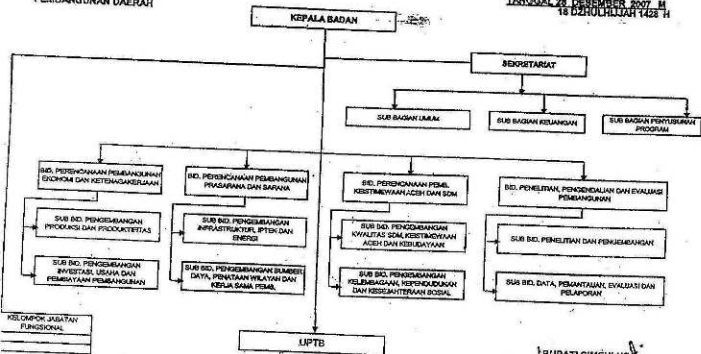 PEMBANGUNAN DAERAH
TANGGAL 28 DESEMBER 2007 M
18 DZHULHIJJAH 1428 H
KEPALA BADAN
SEKRETARIAT
SUB BAGIAN UMUM
SUB BAGIAN KEUANGAN
SUB BAGIAN PENYUSUNAN
PROGRAM
BID. PERENCANAAN PEMBANGUNAN
EKONOMI DAN KETENAGAKERJAAN
BID. PERENCANAAN PEMBANGUNAN
PRASARANA DAN SARANA
BID. PERENCANAAN PEMB.
KEISTIMEWAAN ACEH DAN SDM
BID. PENELITIAN, PENGENDALIAN DAN EVALUASI
PEMBANGUNAN
SUB BID. PENGEMBANGAN
PRODUKSI DAN PRODUKTIFITAS
SUB BID. PENGEMBANGAN
INFRASTRUKTUR, IPTEK DAN
ENERGI
SUB BID. PENGEMBANGAN
KWALITAS SDM, KEISTIMEWAAN
ACEH DAN KEBUDAYAAN
SUB BID. PENELITIAN DAN PENGEMBANGAN
SUB BID. PENGEMBANGAN
INVESTASI, USAHA DAN
PEMBIAYAAN PEMBANGUNAN
SUB BID. PENGEMBANGAN SUMBER
DAYA, PENATAAN WILAYAH DAN
KERJA SAMA PEMB.
SUB BID. PENGEMBANGAN
KELEMBAGAAN, KEPENDUDUKAN
DAN KESEJAHTERAAN SOSIAL
SUB BID. DATA, PEMANTAUAN, EVALUASI DAN
PELAPORAN
KELOMPOK JABATAN
FUNGSIONAL
UPTB
BUPATI SIMEULUE